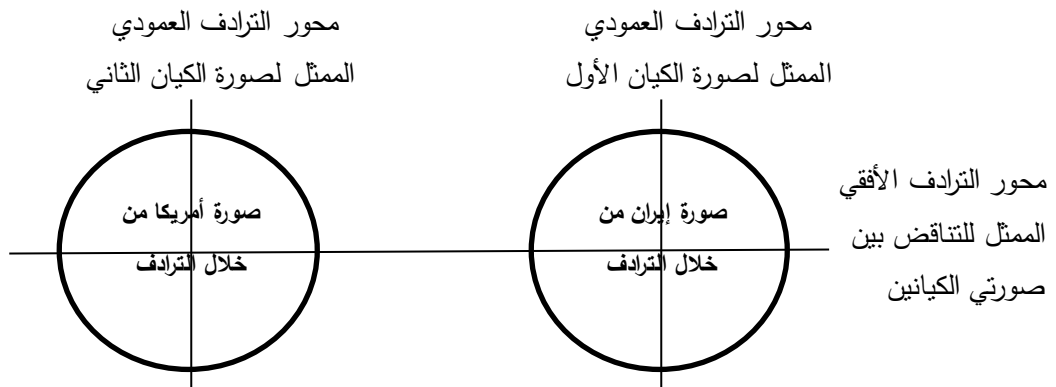 محور الترادف العمودي
الممثل لصورة الكيان الأول
محور الترادف العمودي
الممثل لصورة الكيان الثاني
محور الترادف الأفقي
الممثل للتناقض بين
صورتي الكيانين
صورة إيران من
خلال الترادف
صورة أمريكا من
خلال الترادف